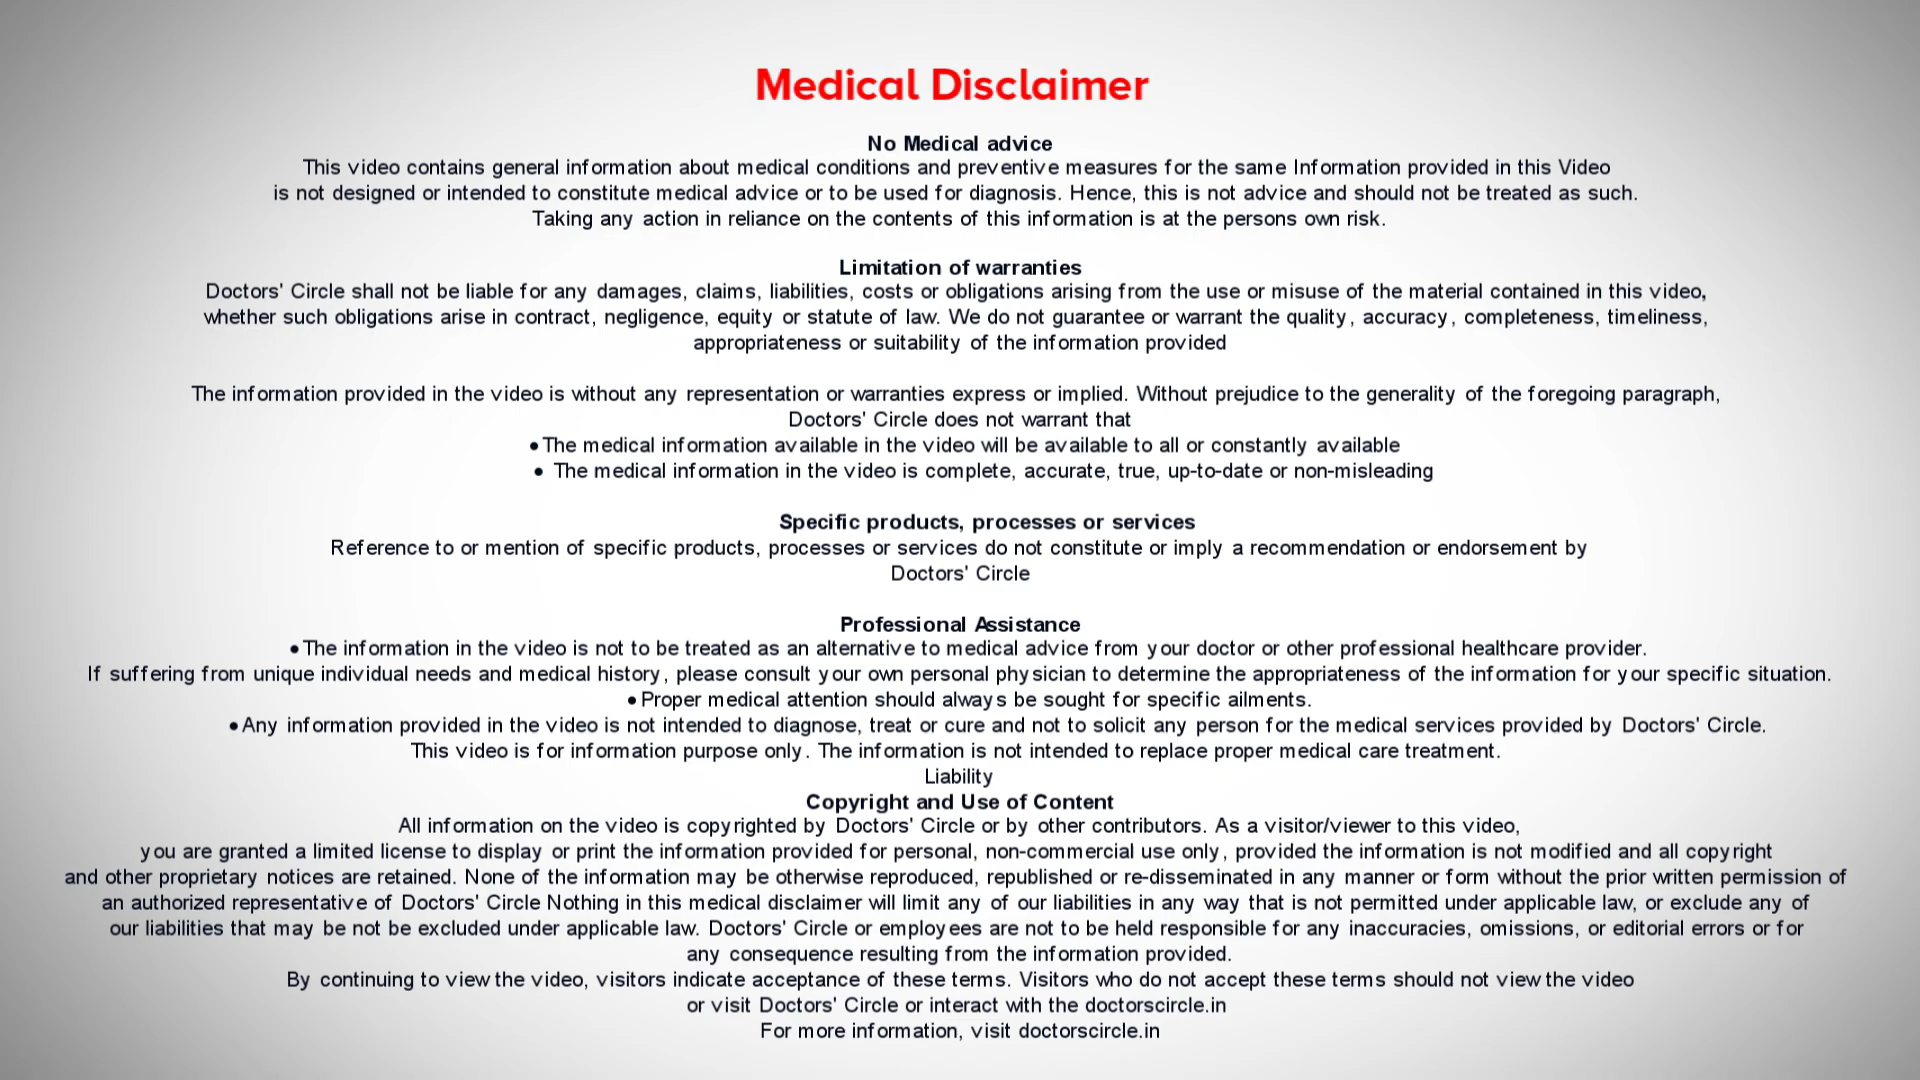 Medical Disclaimer
No Medical advice
This video contains general information about medical conditions and preventive measures for the same Information provided in this Video
is not designed or intended to constitute medical advice or to be used for diagnosis. Hence, this is not advice and should not be treated as such.
Taking any action in reliance on the contents of this information is at the persons own risk.
Limitation of warranties
Doctors' Circle shall not be liable for any damages, claims, liabilities, costs or obligations arising from the use or misuse of the material contained in this video,
whether such obligations arise in contract, negligence, equity or statute of law. We do not guarantee or warrant the quality, accuracy, completeness, timeliness,
appropriateness or suitability of the information provided
The information provided in the video is without any representation or warranties express or implied. Without prejudice to the generality of the foregoing paragraph,
Doctors' Circle does not warrant that
• The medical information available in the video will be available to all or constantly available
• The medical information in the video is complete, accurate, true, up-to-date or non-misleading
Specific products, processes or services
Reference to or mention of specific products, processes or services do not constitute or imply a recommendation or endorsement by
Doctors' Circle
Professional Assistance
• The information in the video is not to be treated as an alternative to medical advice from your doctor or other professional healthcare provider.
If suffering from unique individual needs and medical history, please consult your own personal physician to determine the appropriateness of the information for your specific situation.
• Proper medical attention should always be sought for specific ailments.
• Any information provided in the video is not intended to diagnose, treat or cure and not to solicit any person for the medical services provided by Doctors' Circle.
This video is for information purpose only. The information is not intended to replace proper medical care treatment.
Liability
Copyright and Use of Content
All information on the video is copyrighted by Doctors' Circle or by other contributors. As a visitor/viewer to this video,
you are granted a limited license to display or print the information provided for personal, non-commercial use only, provided the information is not modified and all copyright
and other proprietary notices are retained. None of the information may be otherwise reproduced, republished or re-disseminated in any manner or form without the prior written permission of
an authorized representative of Doctors' Circle Nothing in this medical disclaimer will limit any of our liabilities in any way that is not permitted under applicable law, or exclude any of
our liabilities that may be not be excluded under applicable law. Doctors' Circle or employees are not to be held responsible for any inaccuracies, omissions, or editorial errors or for
any consequence resulting from the information provided.
By continuing to view the video, visitors indicate acceptance of these terms. Visitors who do not accept these terms should not view the video
or visit Doctors' Circle or interact with the doctorscircle.in
For more information, visit doctorscircle.in